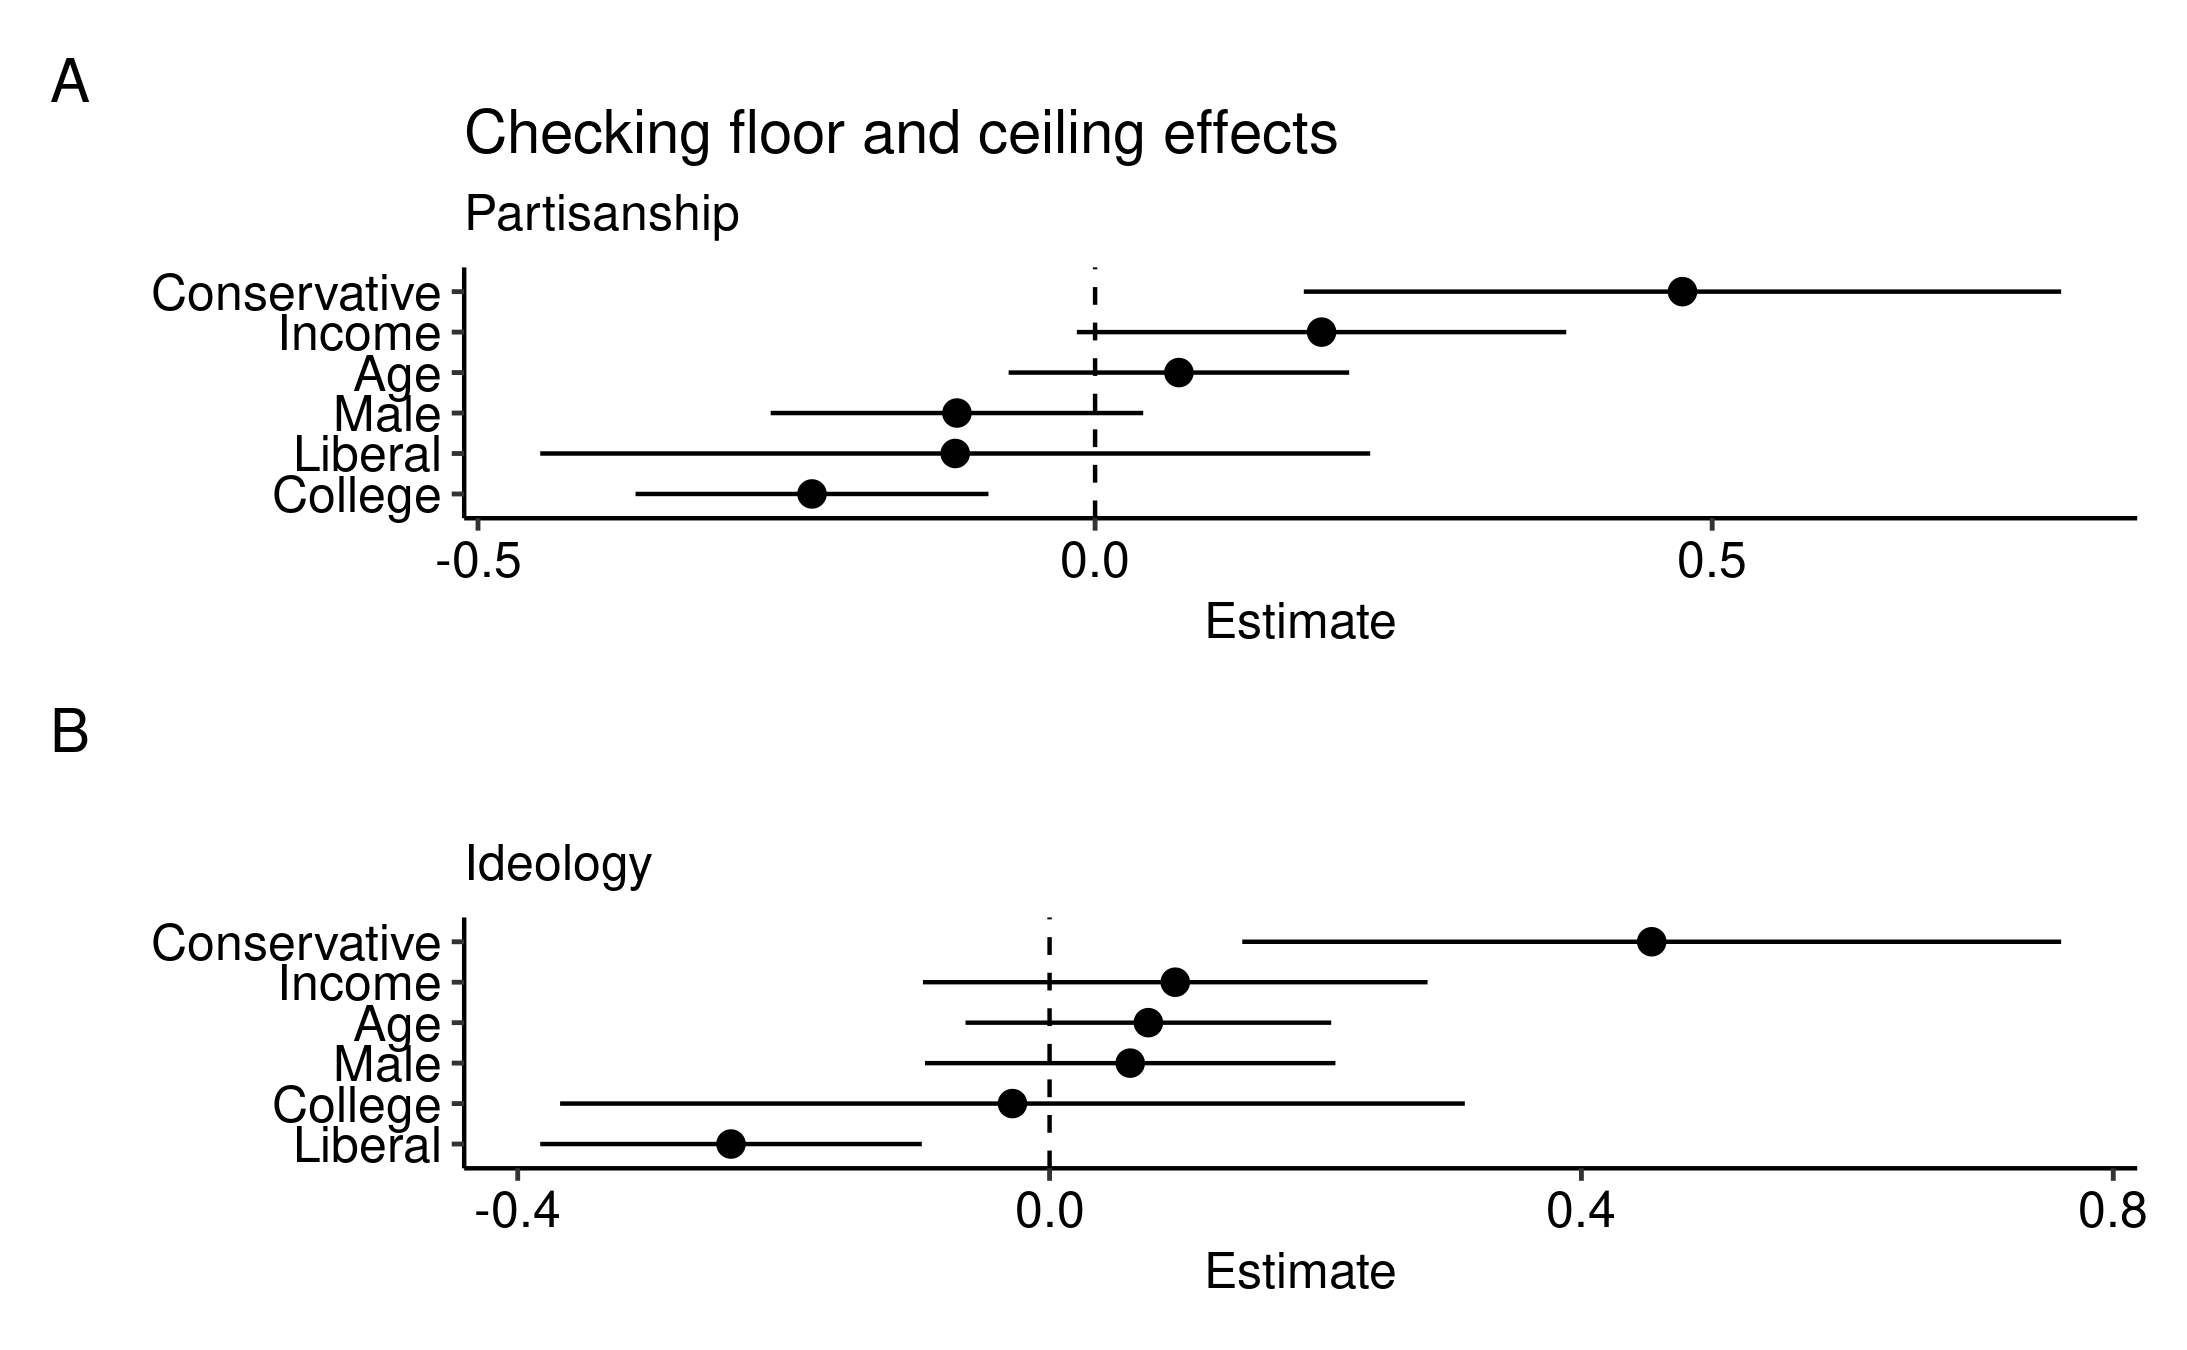 A
Checking floor and ceiling effects
Partisanship
Conservative
Income
Age
Male
Liberal
College
-0.5 0.0 0.5
Estimate
B
Ideology
Conservative
Income
Age
Male
College
Liberal
-0.4 0.0 0.4 0.8
Estimate